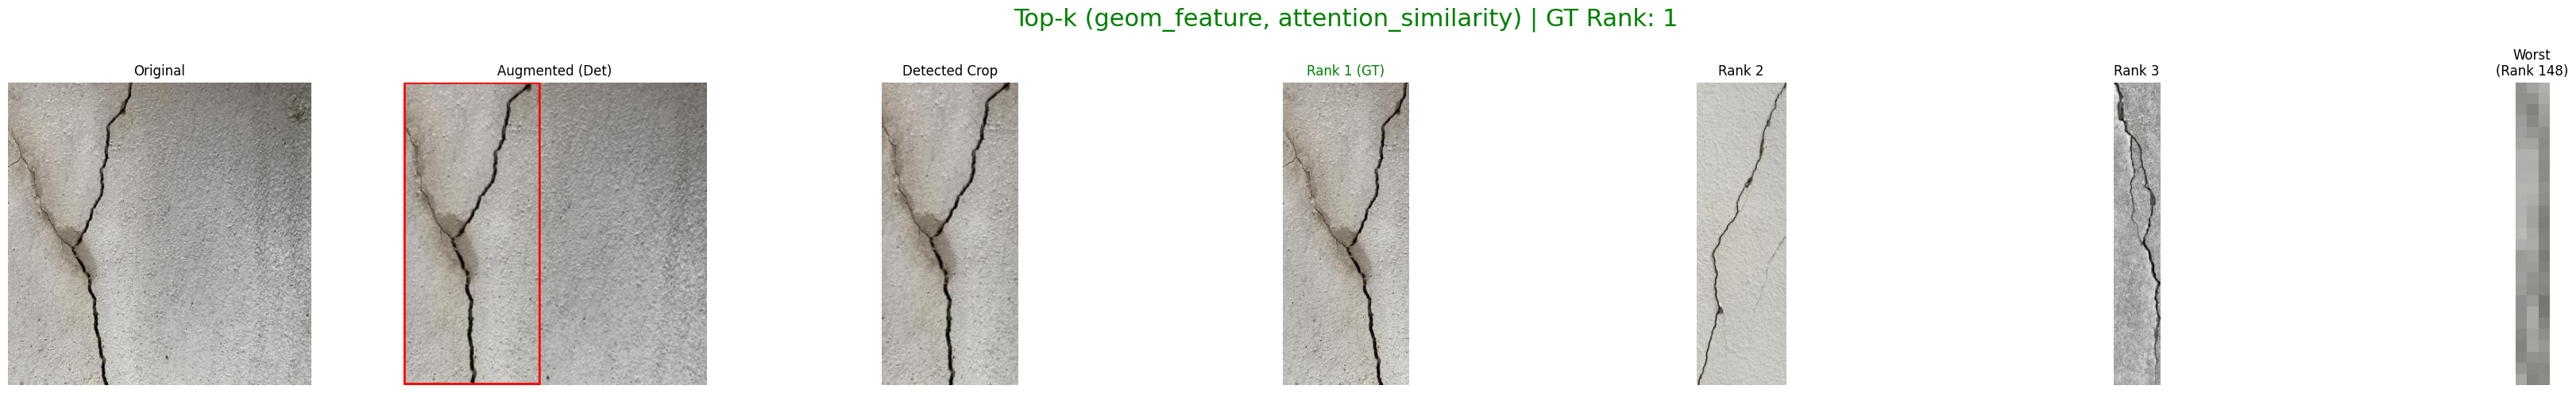 Top-k (geom_feature, attention_similarity) | GT Rank: 1
Original
Augmented (Det)
Detected Crop
Rank 1 (GT)
Rank 2
Rank 3
Worst
(Rank 148)